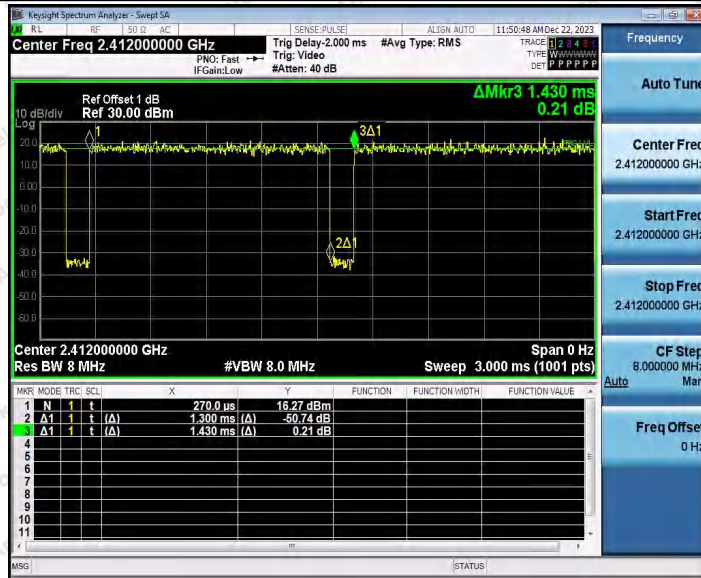 Keysight Spectrum Analyzer - Swept SA
RL RF 50 Ω AC SENSE:PULSE ALIGN AUTO 11:50:48 AM Dec 22, 2023
Center Freq 2.412000000 GHz
PNO: Fast
IFGain:Low
Trig Delay-2.000 ms
Trig: Video
#Atten: 40 dB
#Avg Type: RMS
TRACE 1 2 3 4 5 6
TYPE WWWWWW
DET P P P P P P
ΔMkr3 1.430 ms
0.21 dB
Ref Offset 1 dB
10 dB/div Ref 30.00 dBm
Log
1
3Δ1
20.0
10.0
0.00
-10.0
-20.0
2Δ1
-30.0
-40.0
-50.0
-60.0
Center 2.412000000 GHz Span 0 Hz
Res BW 8 MHz #VBW 8.0 MHz Sweep 3.000 ms (1001 pts)
MKR MODE TRC SCL X Y FUNCTION FUNCTION WIDTH FUNCTION VALUE
1 N 1 t 270.0 µs 16.27 dBm
2 Δ1 1 t (Δ) 1.300 ms (Δ) -50.74 dB
3 Δ1 1 t (Δ) 1.430 ms (Δ) 0.21 dB
4
5
6
7
8
9
10
11
MSG STATUS
Frequency
Auto Tune
Center Freq
2.412000000 GHz
Start Freq
2.412000000 GHz
Stop Freq
2.412000000 GHz
CF Step
8.000000 MHz
Auto Man
Freq Offset
0 Hz